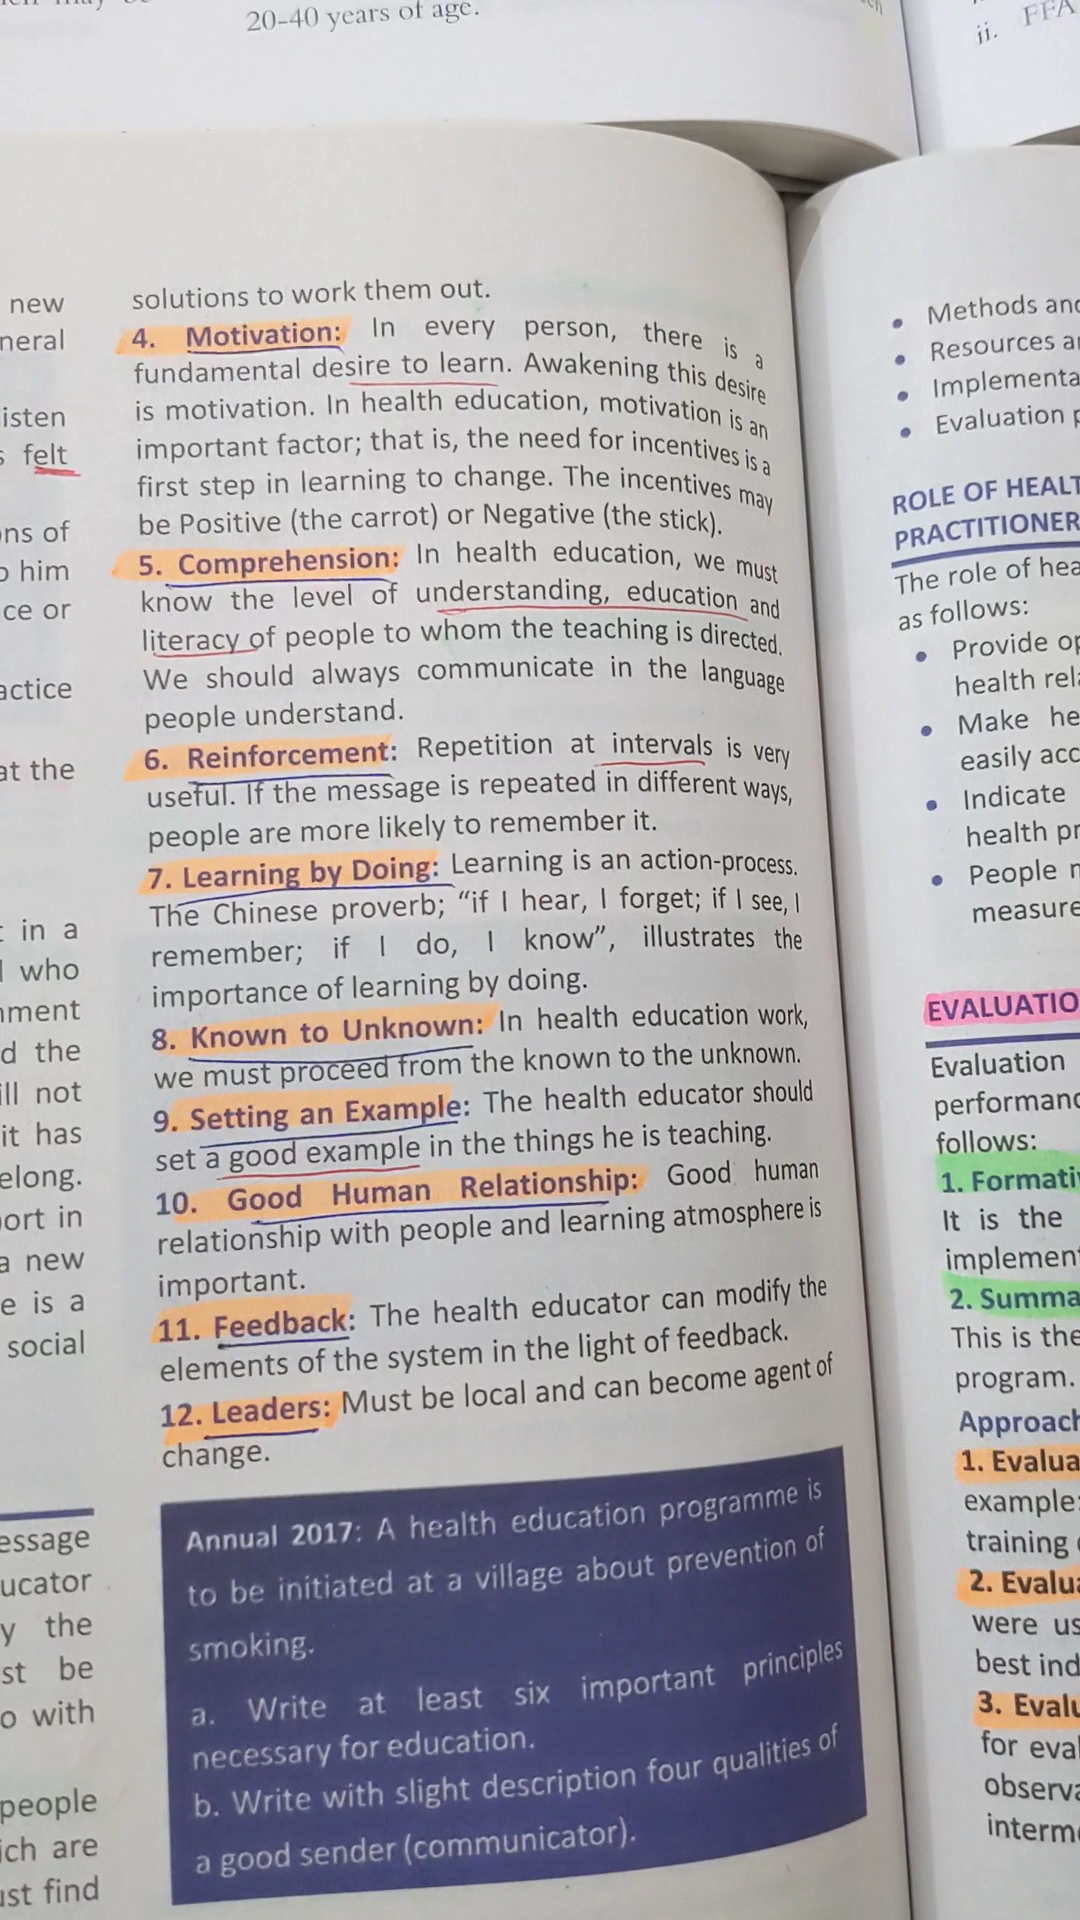 20-40 years of age.
ii. FFA
new
neral
isten
s felt
ns of
o him
ce or
actice
at the
t in a
l who
nment
d the
ill not
it has
elong.
ort in
a new
e is a
social
essage
ucator
y the
st be
o with
people
ich are
ust find
solutions to work them out.
4. Motivation: In every person, there is a
fundamental desire to learn. Awakening this desire
is motivation. In health education, motivation is an
important factor; that is, the need for incentives is a
first step in learning to change. The incentives may
be Positive (the carrot) or Negative (the stick).
5. Comprehension: In health education, we must
know the level of understanding, education and
literacy of people to whom the teaching is directed.
We should always communicate in the language
people understand.
6. Reinforcement: Repetition at intervals is very
useful. If the message is repeated in different ways,
people are more likely to remember it.
7. Learning by Doing: Learning is an action-process.
The Chinese proverb; “if I hear, I forget; if I see, I
remember; if I do, I know”, illustrates the
importance of learning by doing.
8. Known to Unknown: In health education work,
we must proceed from the known to the unknown.
9. Setting an Example: The health educator should
set a good example in the things he is teaching.
10. Good Human Relationship: Good human
relationship with people and learning atmosphere is
important.
11. Feedback: The health educator can modify the
elements of the system in the light of feedback.
12. Leaders: Must be local and can become agent of
change.
Annual 2017: A health education programme is
to be initiated at a village about prevention of
smoking.
a. Write at least six important principles
necessary for education.
b. Write with slight description four qualities of
a good sender (communicator).
• Methods and
• Resources a
• Implementa
• Evaluation p
ROLE OF HEALT
PRACTITIONER
The role of hea
as follows:
• Provide op
health rela
• Make he
easily acc
• Indicate
health pr
• People
measure
EVALUATIO
Evaluation
performanc
follows:
1. Formati
It is the
implement
2. Summa
This is the
program.
Approach
1. Evalua
example:
training
2. Evalua
were us
best ind
3. Evalu
for eval
observa
interme